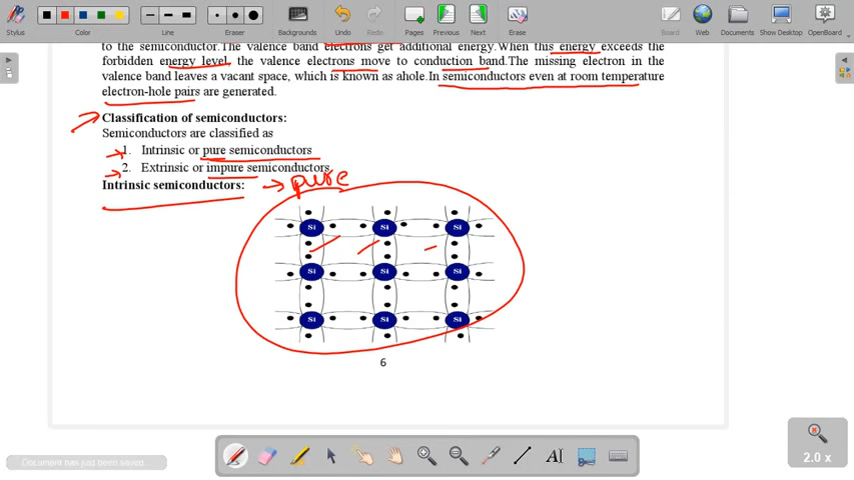 Stylus
Color
Line
Eraser
Backgrounds
Undo
Redo
Pages
Previous
Next
Erase
Board
Web
Documents
Show Desktop
OpenBoard
to the semiconductor.The valence band electrons get additional energy.When this energy exceeds the
forbidden energy level, the valence electrons move to conduction band.The missing electron in the
valence band leaves a vacant space, which is known as ahole.In semiconductors even at room temperature
electron-hole pairs are generated.
Classification of semiconductors:
Semiconductors are classified as
1. Intrinsic or pure semiconductors
2. Extrinsic or impure semiconductors.
Intrinsic semiconductors: → pure
Si Si Si
Si Si Si
Si Si Si
6
2.0 x
Document has just been saved...